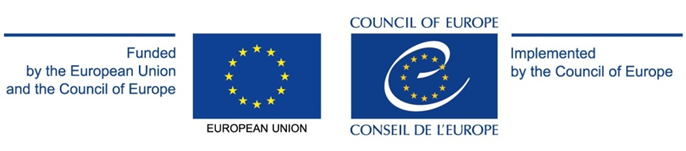 Funded
by the European Union
and the Council of Europe
EUROPEAN UNION
COUNCIL OF EUROPE
CONSEIL DE L'EUROPE
Implemented
by the Council of Europe